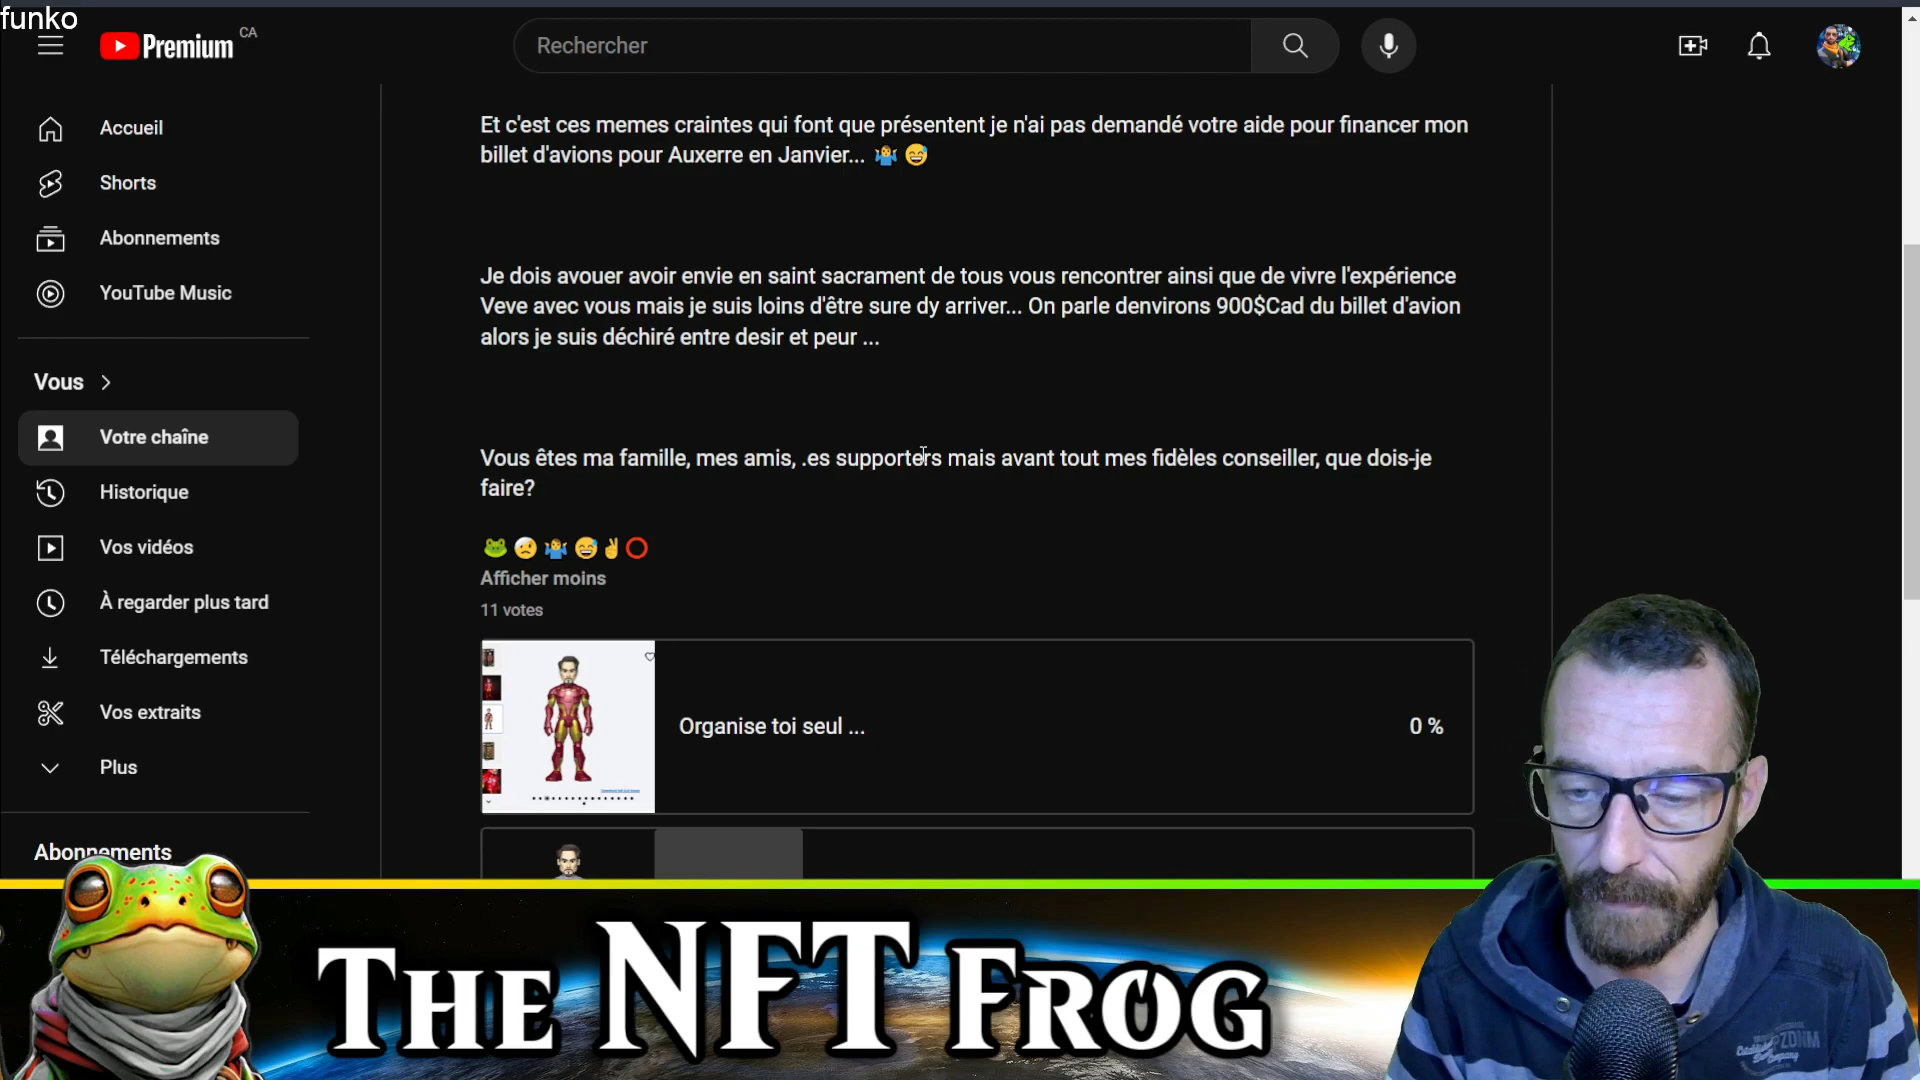 funko
Premium CA
Rechercher
Accueil
Shorts
Abonnements
YouTube Music
Vous
Votre chaîne
Historique
Vos vidéos
À regarder plus tard
Téléchargements
Vos extraits
Plus
Abonnements
Et c'est ces memes craintes qui font que présentent je n'ai pas demandé votre aide pour financer mon
billet d'avions pour Auxerre en Janvier... 🤷‍♂️ 😅
Je dois avouer avoir envie en saint sacrament de tous vous rencontrer ainsi que de vivre l'expérience
Veve avec vous mais je suis loins d'être sure dy arriver... On parle denvirons 900$Cad du billet d'avion
alors je suis déchiré entre desir et peur ...
Vous êtes ma famille, mes amis, .es supporters mais avant tout mes fidèles conseiller, que dois-je
faire?
🐸🤕🤷‍♂️😅✌️⭕
Afficher moins
11 votes
Organise toi seul ...
0 %
The NFT Frog